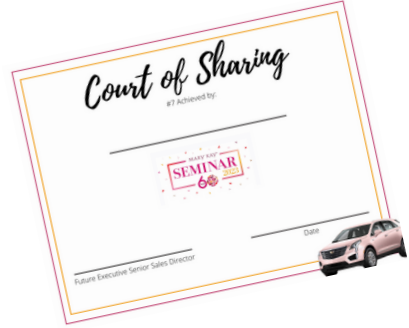 Court of Sharing
#7 Achieved by:
MARY KAY
SEMINAR
60 2023
Future Executive Senior Sales Director
Date